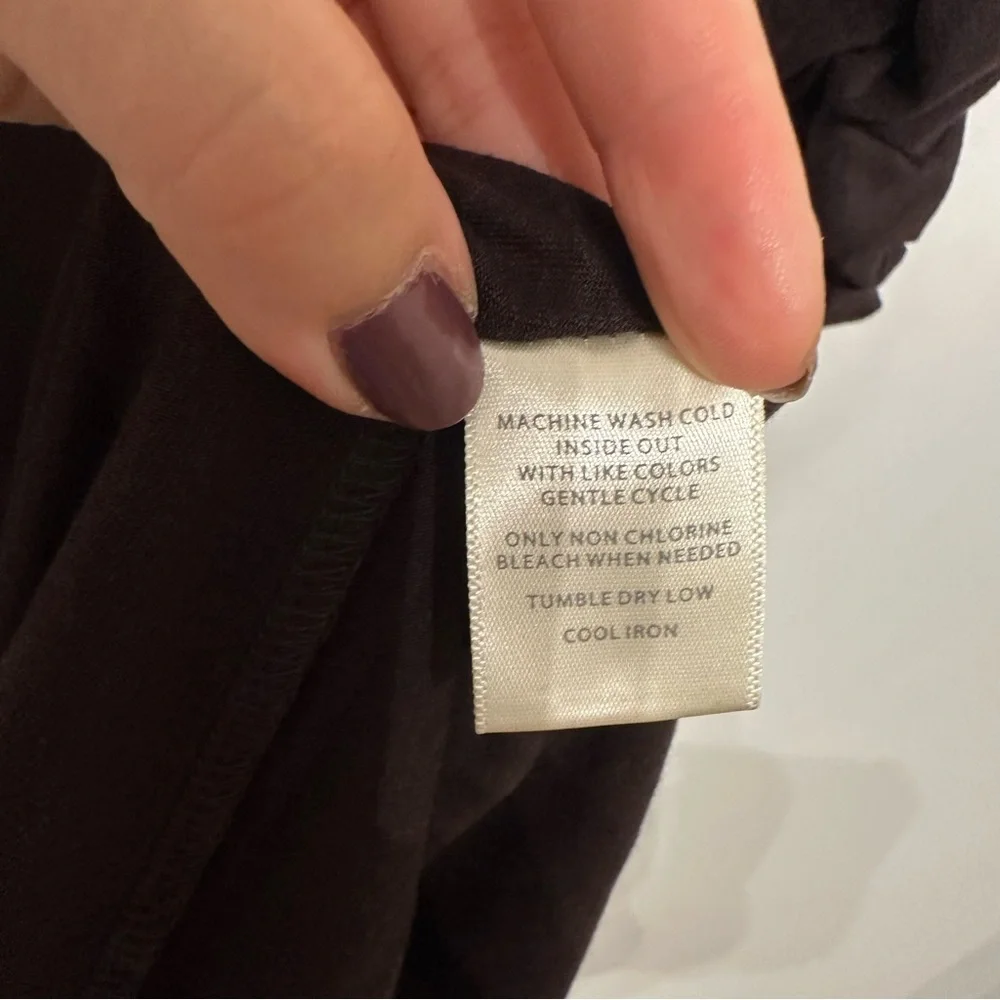 MACHINE WASH COLD
INSIDE OUT
WITH LIKE COLORS
GENTLE CYCLE
ONLY NON CHLORINE
BLEACH WHEN NEEDED
TUMBLE DRY LOW
COOL IRON